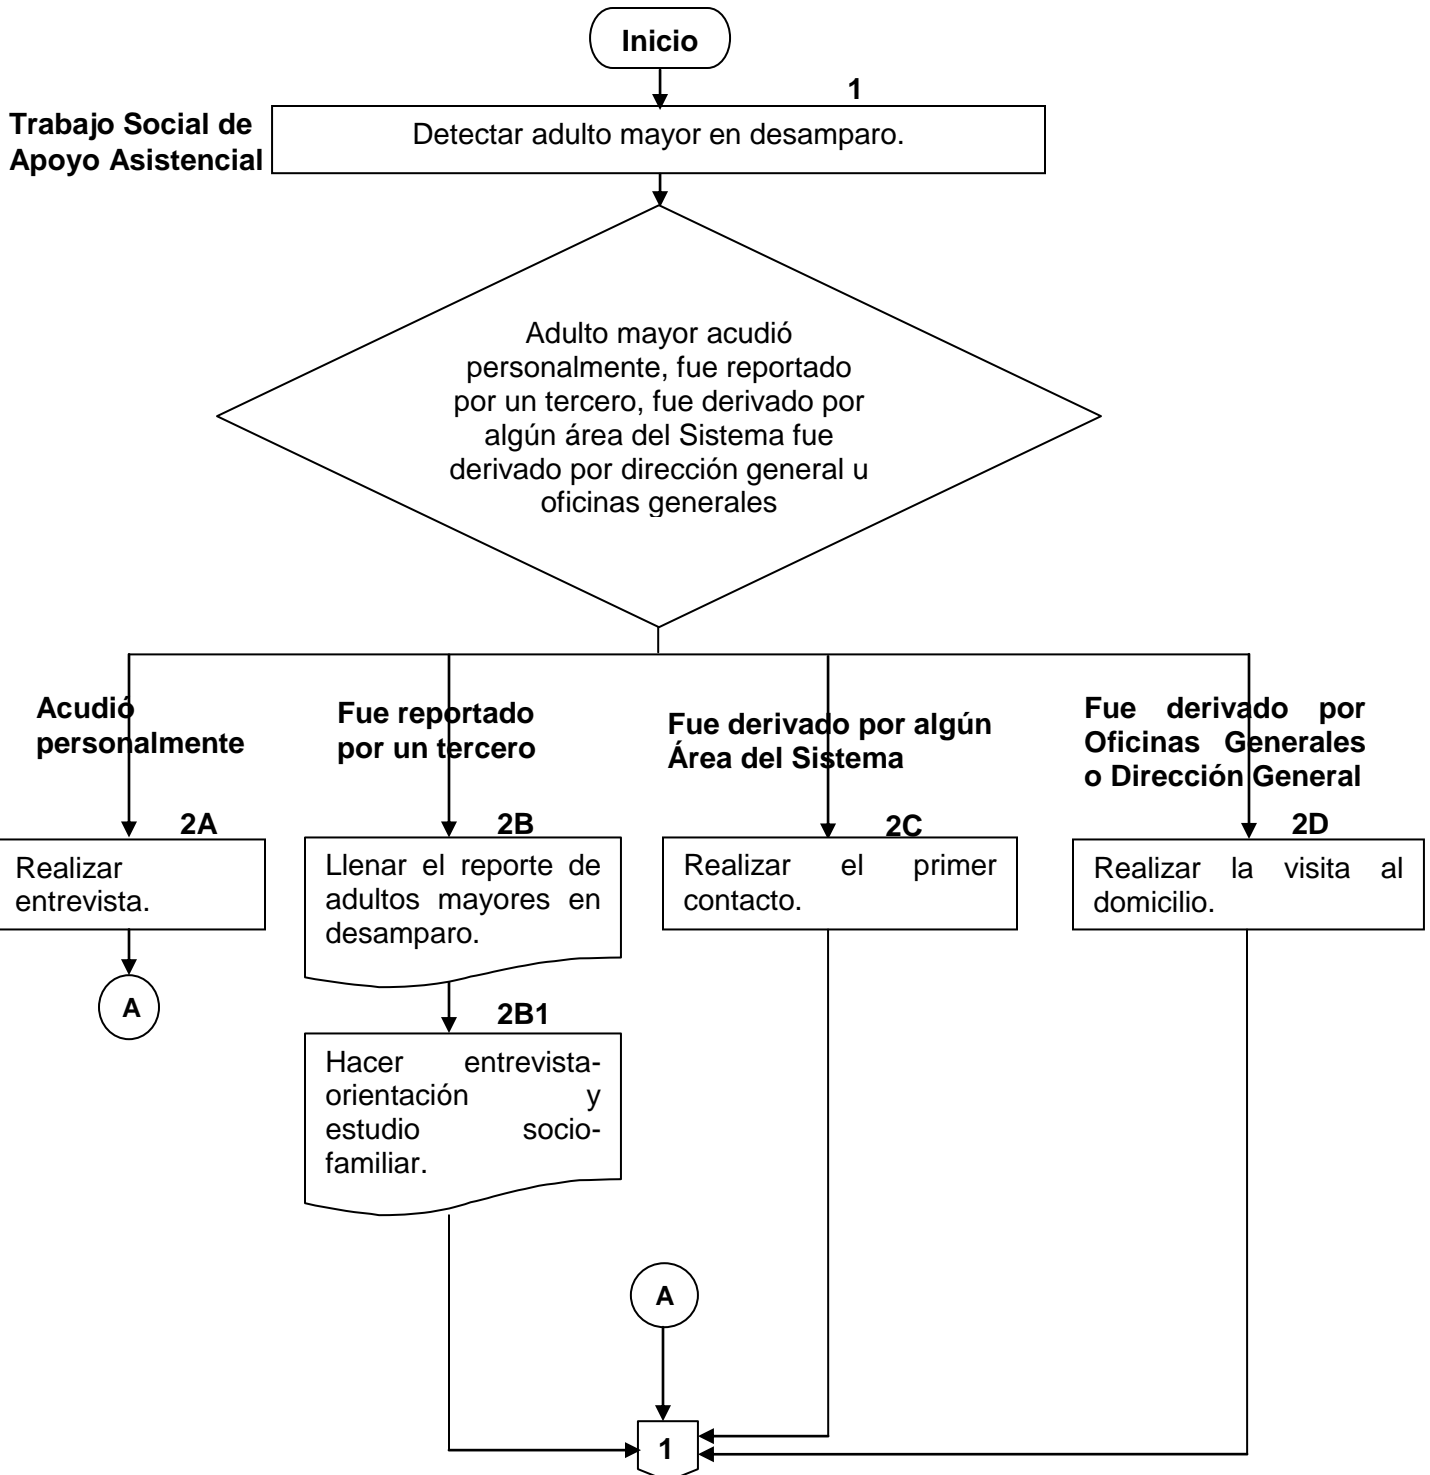 Inicio
1
Trabajo Social de
Apoyo Asistencial
Detectar adulto mayor en desamparo.
Adulto mayor acudió
personalmente, fue reportado
por un tercero, fue derivado por
algún área del Sistema fue
derivado por dirección general u
oficinas generales
Acudió
personalmente
Fue reportado
por un tercero
Fue derivado por algún
Área del Sistema
Fue derivado por
Oficinas Generales
o Dirección General
2A
Realizar
entrevista.
A
2B
Llenar el reporte de
adultos mayores en
desamparo.
2B1
Hacer entrevista-
orientación y
estudio socio-
familiar.
2C
Realizar el primer
contacto.
2D
Realizar la visita al
domicilio.
A
1